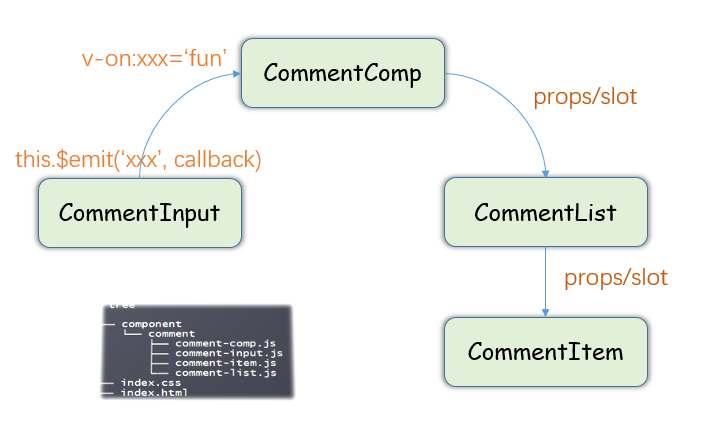 v-on:xxx=‘fun’
CommentComp
props/slot
this.$emit(‘xxx’, callback)
CommentInput
CommentList
props/slot
CommentItem
tree
component
comment
comment-comp.js
comment-input.js
comment-item.js
comment-list.js
index.css
index.html